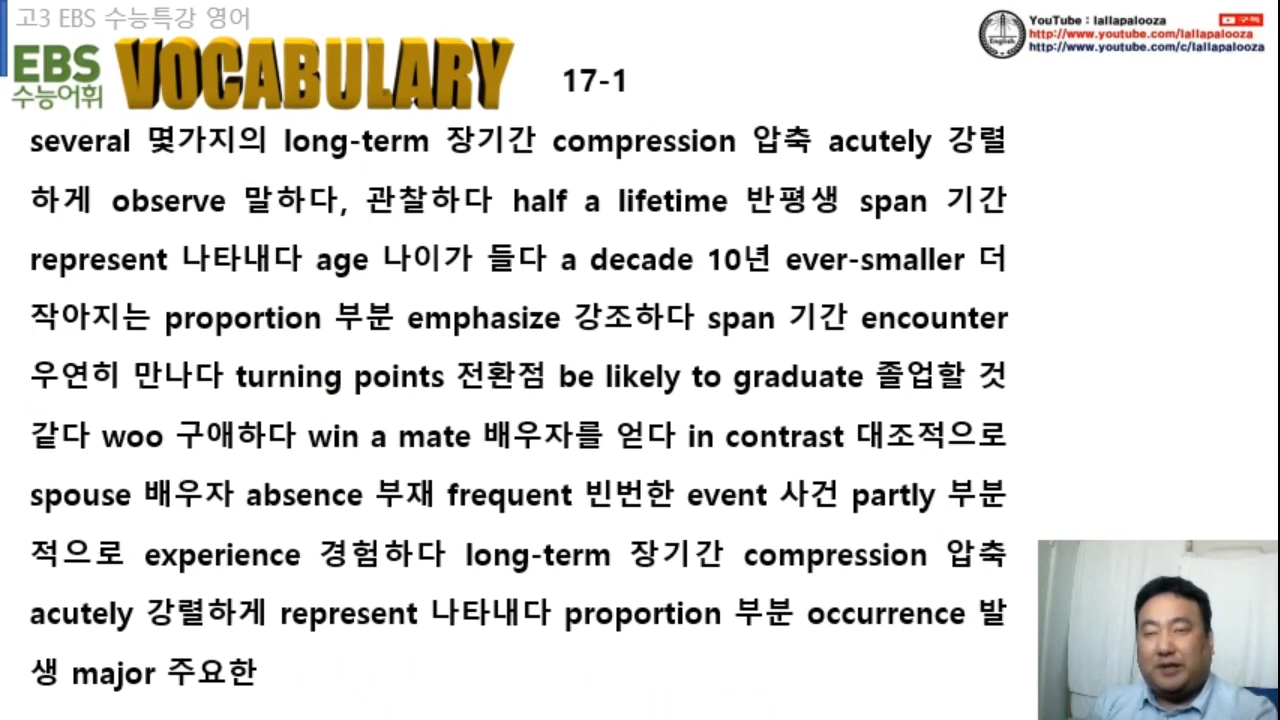 고3 EBS 수능특강 영어
EBS
수능어휘
VOCABULARY
17-1
English
YouTube : lallapalooza
구독
http://www.youtube.com/lallapalooza
http://www.youtube.com/c/lallapalooza
several 몇가지의 long-term 장기간 compression 압축 acutely 강렬
하게 observe 말하다, 관찰하다 half a lifetime 반평생 span 기간
represent 나타내다 age 나이가 들다 a decade 10년 ever-smaller 더
작아지는 proportion 부분 emphasize 강조하다 span 기간 encounter
우연히 만나다 turning points 전환점 be likely to graduate 졸업할 것
같다 woo 구애하다 win a mate 배우자를 얻다 in contrast 대조적으로
spouse 배우자 absence 부재 frequent 빈번한 event 사건 partly 부분
적으로 experience 경험하다 long-term 장기간 compression 압축
acutely 강렬하게 represent 나타내다 proportion 부분 occurrence 발
생 major 주요한